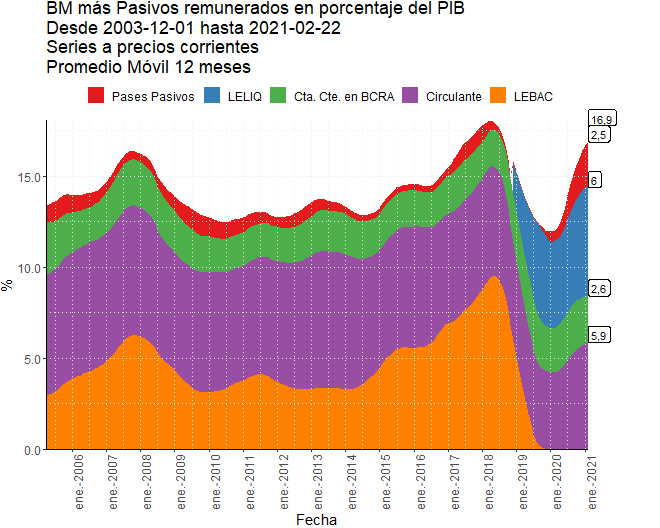 BM más Pasivos remunerados en porcentaje del PIB
Desde 2003-12-01 hasta 2021-02-22
Series a precios corrientes
Promedio Móvil 12 meses
Pases Pasivos LELIQ Cta. Cte. en BCRA Circulante LEBAC
16,9
2,5
15.0
6
10.0
%
2,6
5.0
5,9
0.0
ene.-2006 ene.-2007 ene.-2008 ene.-2009 ene.-2010 ene.-2011 ene.-2012 ene.-2013 ene.-2014 ene.-2015 ene.-2016 ene.-2017 ene.-2018 ene.-2019 ene.-2020 ene.-2021
Fecha